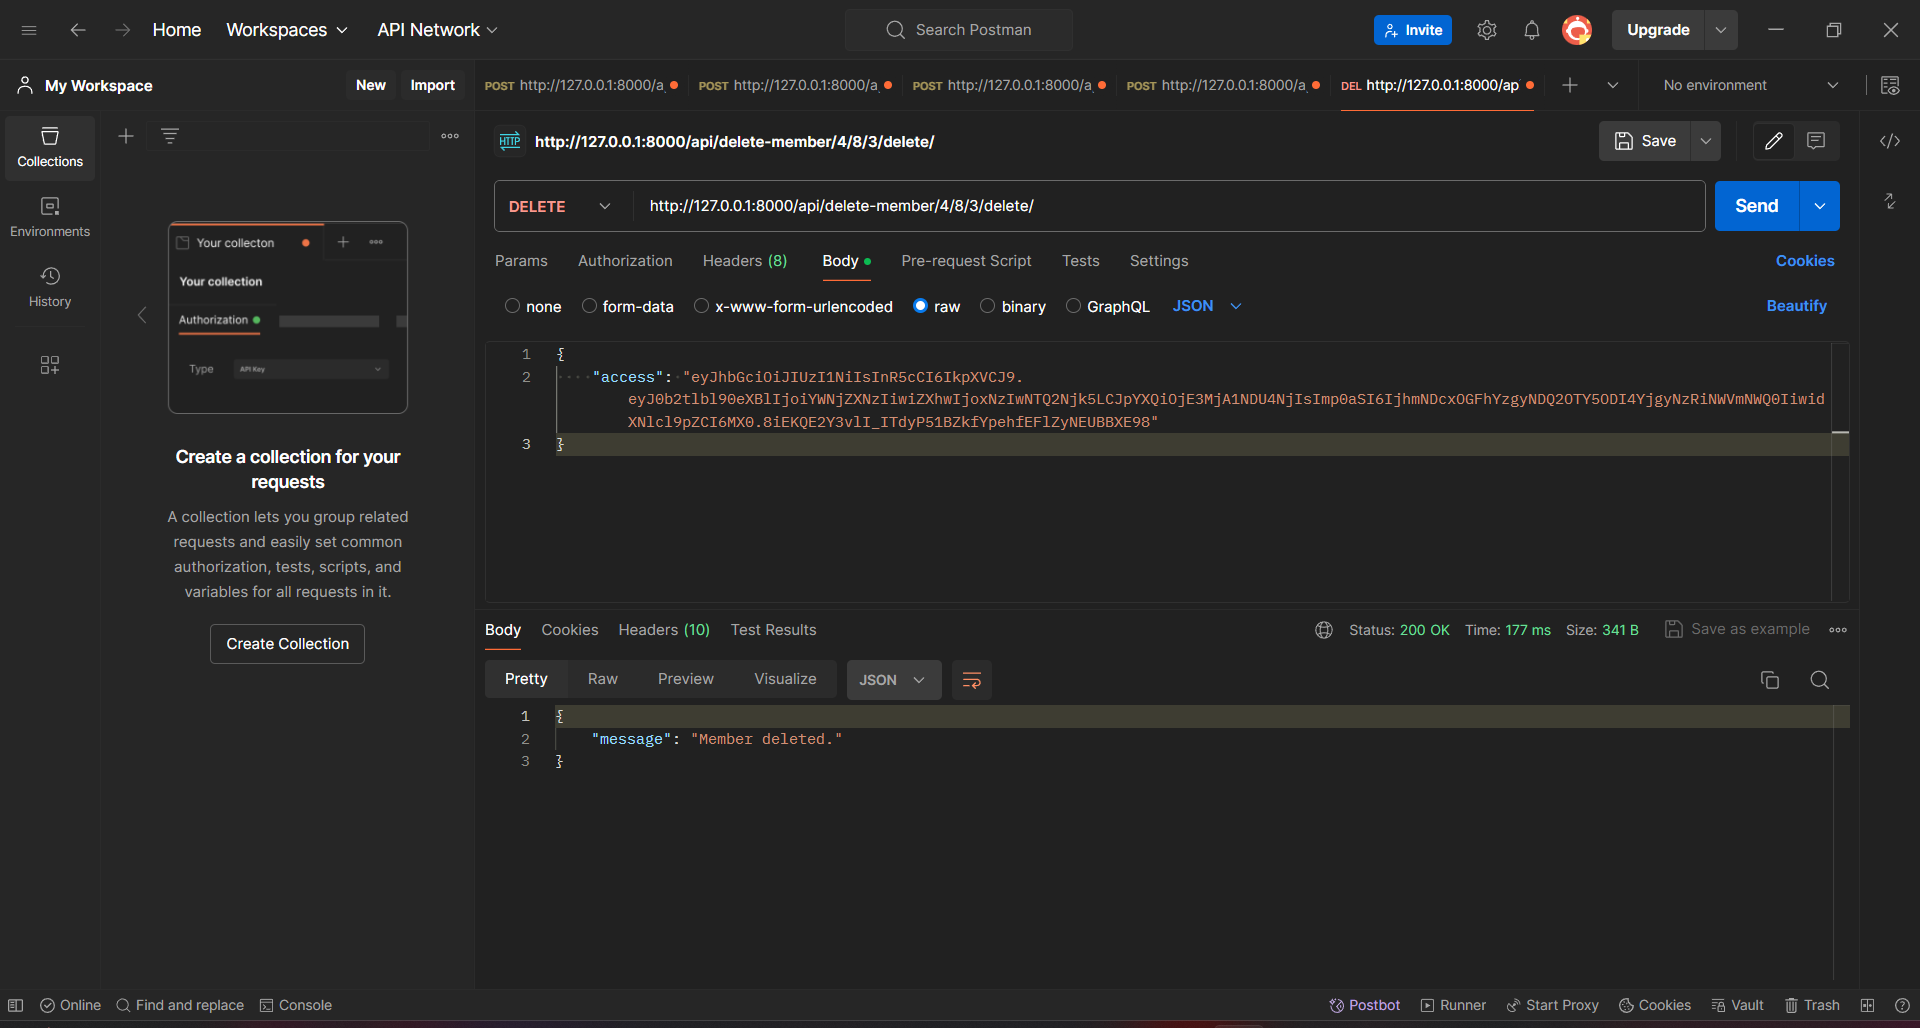 Home Workspaces API Network Search Postman Invite Upgrade
My Workspace New Import POST http://127.0.0.1:8000/a POST http://127.0.0.1:8000/a POST http://127.0.0.1:8000/a POST http://127.0.0.1:8000/a DEL http://127.0.0.1:8000/ap No environment
Collections
Environments
History
Your collecton
Your collection
Authorization
Type API Key
Create a collection for your
requests
A collection lets you group related
requests and easily set common
authorization, tests, scripts, and
variables for all requests in it.
Create Collection
HTTP http://127.0.0.1:8000/api/delete-member/4/8/3/delete/ Save
DELETE http://127.0.0.1:8000/api/delete-member/4/8/3/delete/ Send
Params Authorization Headers (8) Body Pre-request Script Tests Settings Cookies
none form-data x-www-form-urlencoded raw binary GraphQL JSON Beautify
1 {
2 "access": "eyJhbGciOiJIUzI1NiIsInR5cCI6IkpXVCJ9.
eyJ0b2tlbl90eXBlIjoiYWNjZXNzIiwiZXhwIjoxNzIwNTQ2Njk5LCJpYXQiOjE3MjA1NDU4NjIsImp0aSI6IjhmNDcxOGFhYzgyNDQ2OTY5ODI4YjgyNzRiNWVmNWQ0Iiwid
XNlcl9pZCI6MX0.8iEKQE2Y3vlI_ITdyP51BZkfYpehfEFlZyNEUBBXE98"
3 }
Body Cookies Headers (10) Test Results Status: 200 OK Time: 177 ms Size: 341 B Save as example
Pretty Raw Preview Visualize JSON
1 {
2 "message": "Member deleted."
3 }
Online Find and replace Console Postbot Runner Start Proxy Cookies Vault Trash